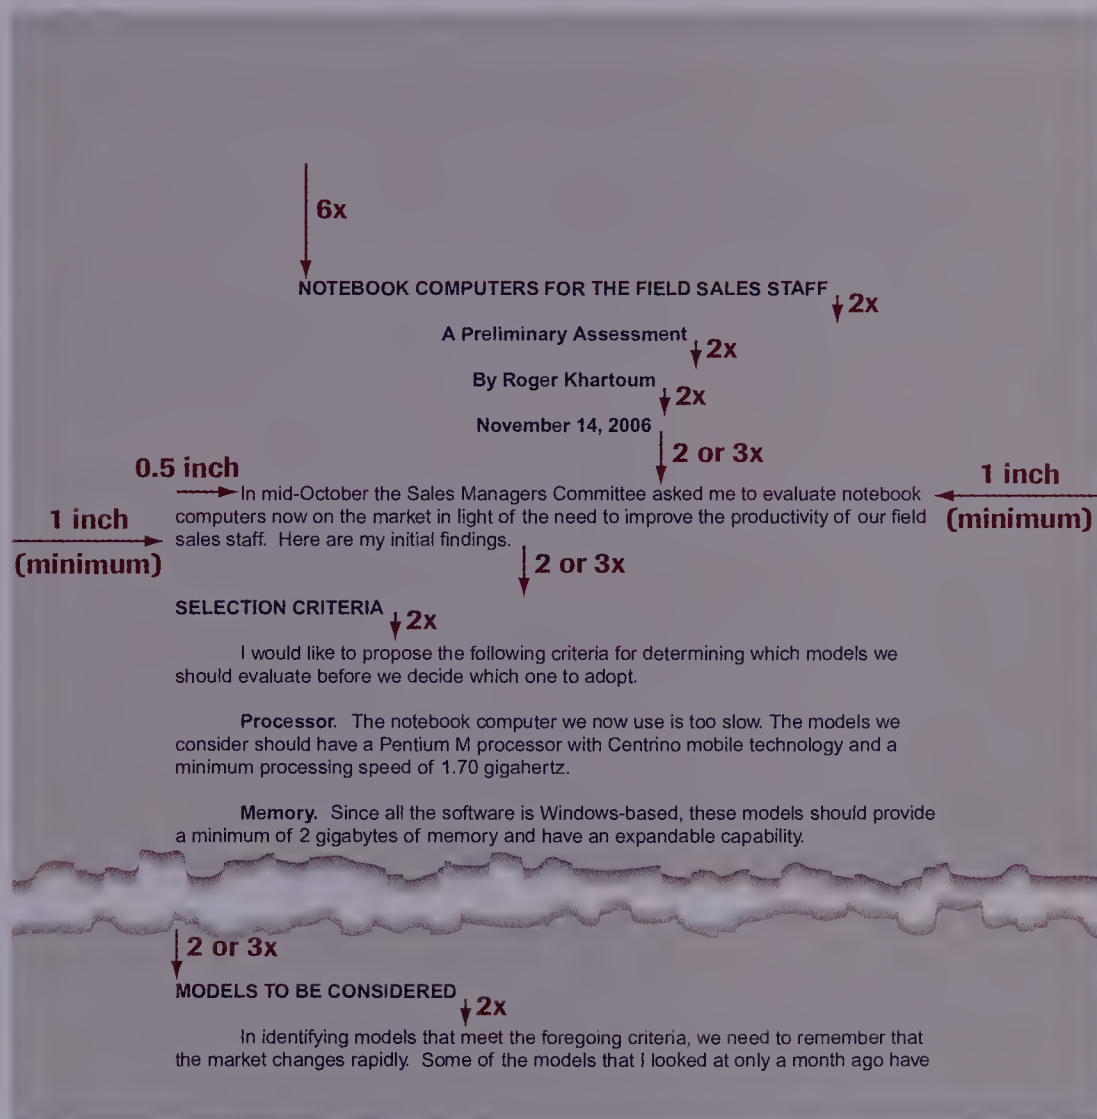 6x
NOTEBOOK COMPUTERS FOR THE FIELD SALES STAFF
2x
A Preliminary Assessment
2x
By Roger Khartoum
2x
November 14, 2006
2 or 3x
0.5 inch
1 inch
(minimum)
1 inch
(minimum)
In mid-October the Sales Managers Committee asked me to evaluate notebook
computers now on the market in light of the need to improve the productivity of our field
sales staff. Here are my initial findings.
2 or 3x
SELECTION CRITERIA
2x
I would like to propose the following criteria for determining which models we
should evaluate before we decide which one to adopt.
Processor. The notebook computer we now use is too slow. The models we
consider should have a Pentium M processor with Centrino mobile technology and a
minimum processing speed of 1.70 gigahertz.
Memory. Since all the software is Windows-based, these models should provide
a minimum of 2 gigabytes of memory and have an expandable capability.
2 or 3x
MODELS TO BE CONSIDERED
2x
In identifying models that meet the foregoing criteria, we need to remember that
the market changes rapidly. Some of the models that I looked at only a month ago have